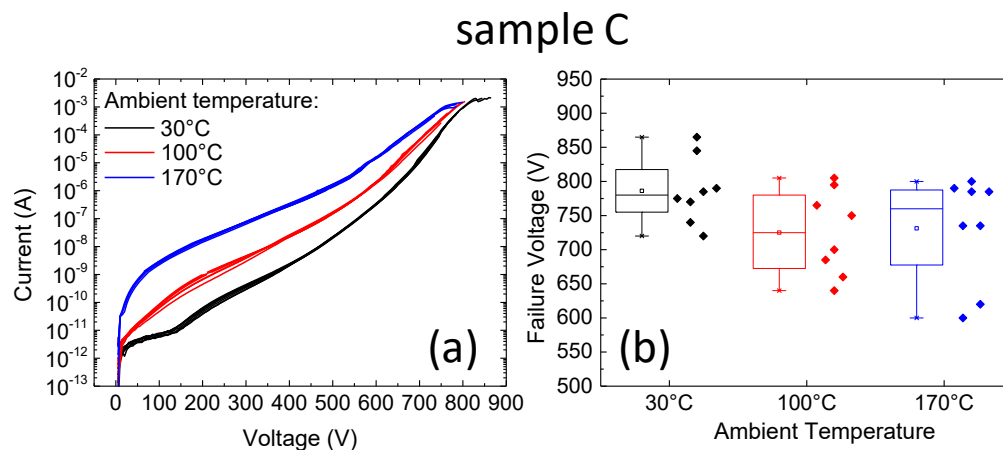 sample C
10⁻²
10⁻³
10⁻⁴
10⁻⁵
10⁻⁶
10⁻⁷
10⁻⁸
10⁻⁹
10⁻¹⁰
10⁻¹¹
10⁻¹²
10⁻¹³
Current (A)
Ambient temperature:
30°C
100°C
170°C
(a)
0 100 200 300 400 500 600 700 800 900
Voltage (V)
950
900
850
800
750
700
650
600
550
500
Failure Voltage (V)
(b)
30°C 100°C 170°C
Ambient Temperature